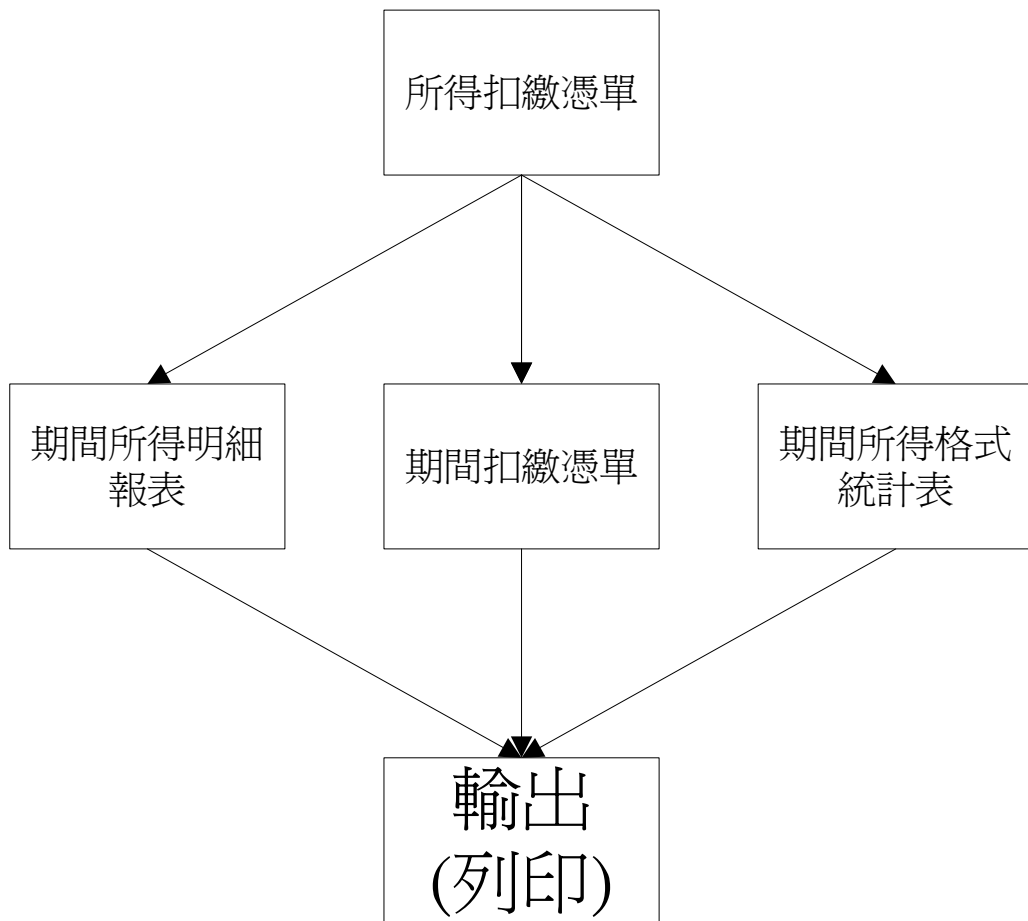 所得扣繳憑單
期間所得明細
報表
期間扣繳憑單
期間所得格式
統計表
輸出
(列印)